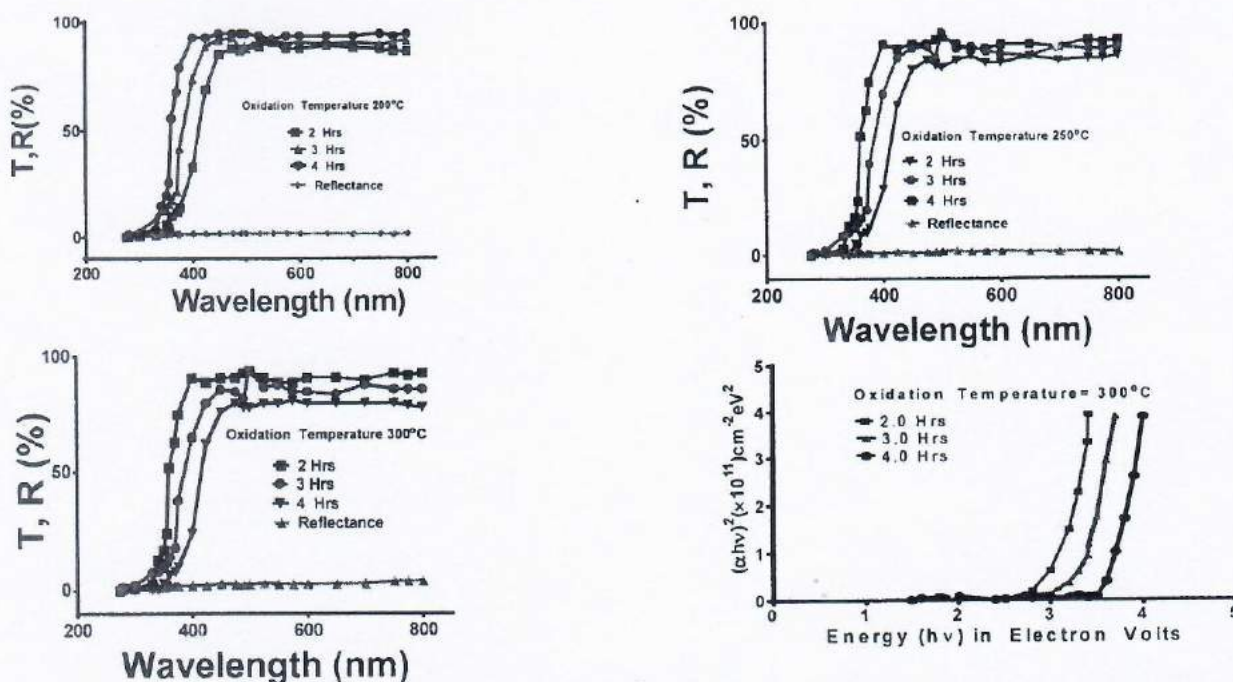 T,R(%)
100
50
0
200
400
600
800
Wavelength (nm)
Oxidation Temperature 200°C
2 Hrs
3 Hrs
4 Hrs
Reflectance
T, R (%)
100
50
0
200
400
600
800
Wavelength (nm)
Oxidation Temperature 250°C
2 Hrs
3 Hrs
4 Hrs
Reflectance
T, R (%)
100
50
0
200
400
600
800
Wavelength (nm)
Oxidation Temperature 300°C
2 Hrs
3 Hrs
4 Hrs
Reflectance
(αhν)²(×10¹¹)cm⁻²eV²
5
4
3
2
1
0
1
2
3
4
5
Energy (hν) in Electron Volts
Oxidation Temperature= 300°C
2.0 Hrs
3.0 Hrs
4.0 Hrs